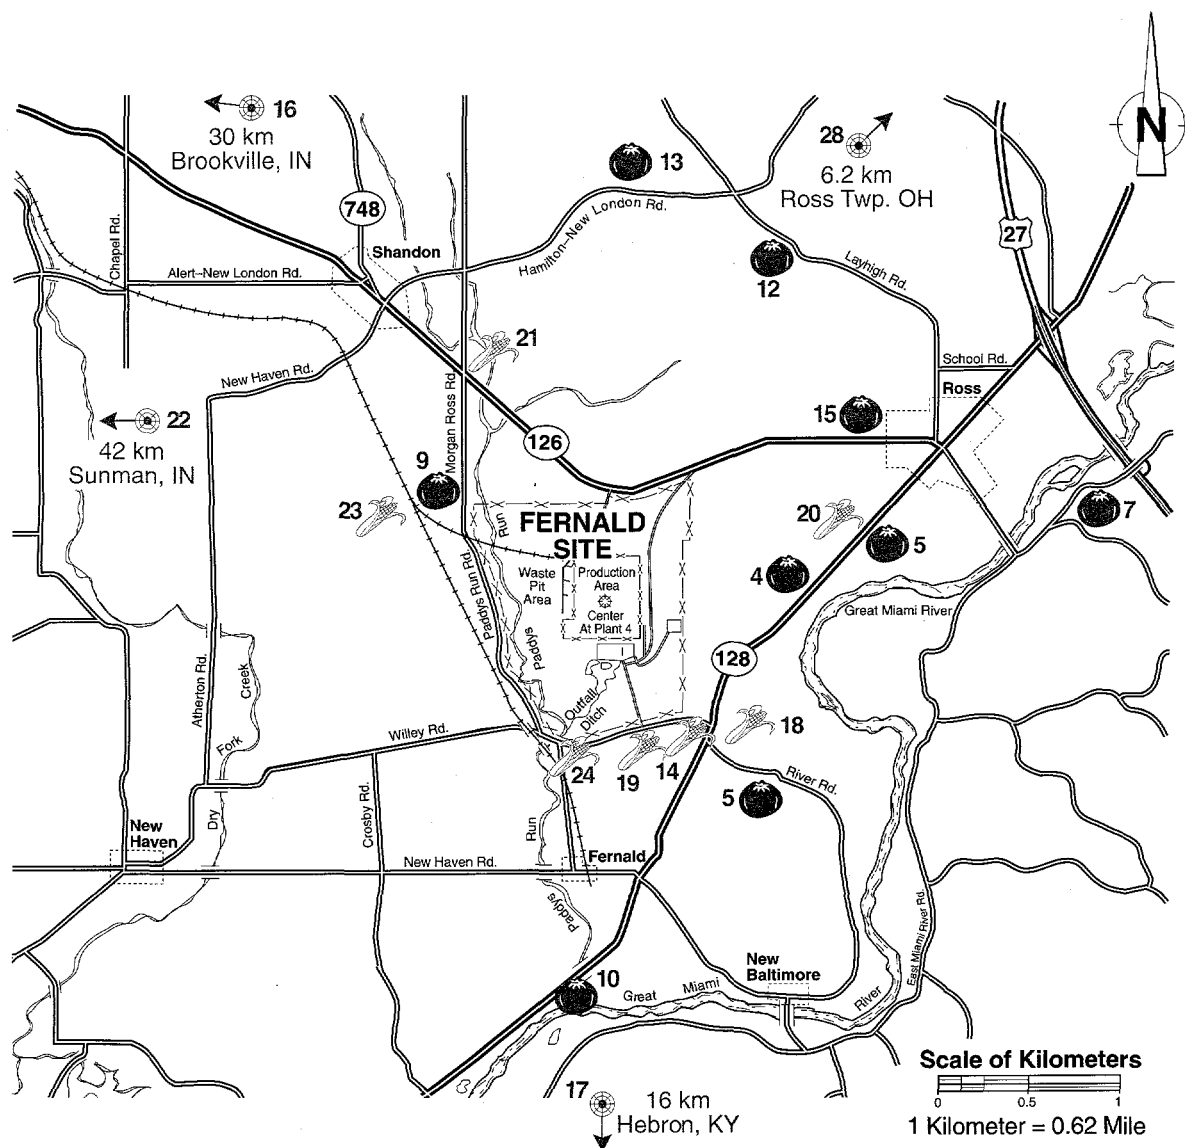 N
16
30 km
Brookville, IN
28
6.2 km
Ross Twp. OH
13
748
27
Chapel Rd.
Shandon
Hamilton–New London Rd.
Alert–New London Rd.
12
Layhigh Rd.
21
School Rd.
Ross
New Haven Rd.
Morgan Ross Rd.
15
22
42 km
Sunman, IN
126
9
23
20
7
5
Run
FERNALD
SITE
Waste
Pit
Area
Production
Area
Center
At Plant 4
4
Paddys Run Rd.
Paddys
Great Miami River
128
Atherton Rd.
Creek
Fork
Dry
Outfall
Ditch
Willey Rd.
18
24
19
14
River Rd.
5
Crosby Rd.
New
Haven
Run
New Haven Rd.
Fernald
Paddys
East Miami River Rd.
New
Baltimore
10
Great
Miami
River
17
16 km
Hebron, KY
Scale of Kilometers
0
0.5
1
1 Kilometer = 0.62 Mile